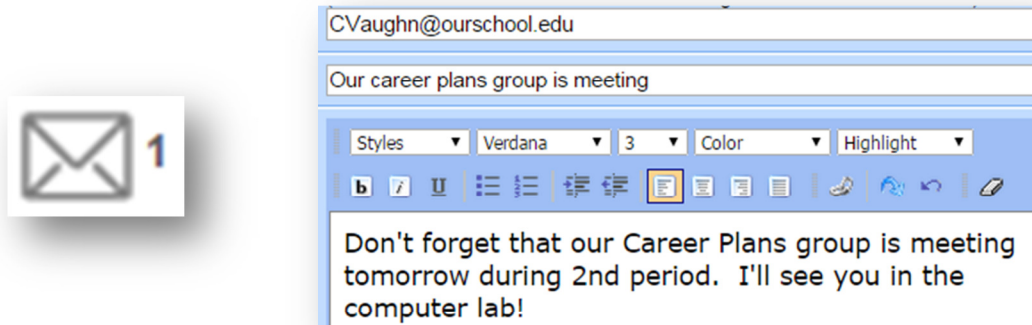 1
CVaughn@ourschool.edu
Our career plans group is meeting
Styles Verdana 3 Color Highlight
b i U
Don't forget that our Career Plans group is meeting
tomorrow during 2nd period.  I'll see you in the
computer lab!